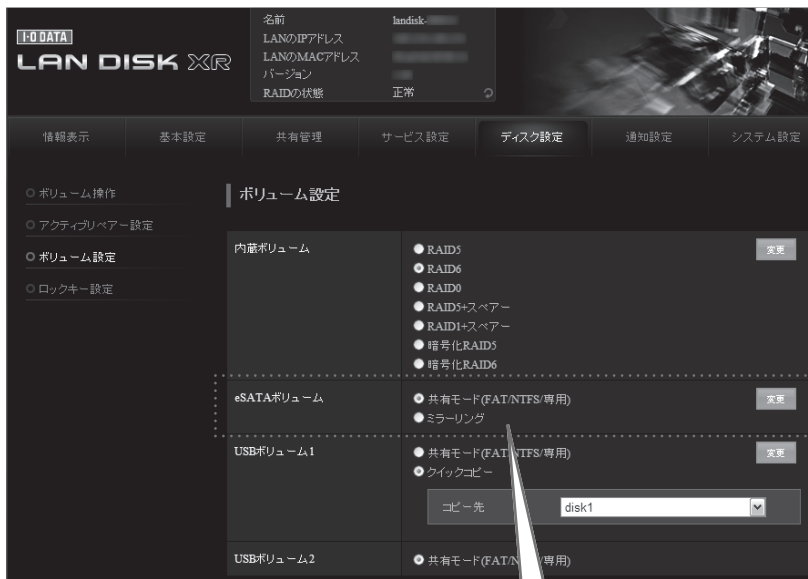 I-O DATA
LAN DISK XR
名前 landisk-
LANのIPアドレス
LANのMACアドレス
バージョン
RAIDの状態 正常
情報表示 基本設定 共有管理 サービス設定 ディスク設定 通知設定 システム設定
ボリューム操作
アクティブリペアー設定
ボリューム設定
ロックキー設定
ボリューム設定
内蔵ボリューム
RAID5
変更
RAID6
RAID0
RAID5+スペアー
RAID1+スペアー
暗号化RAID5
暗号化RAID6
eSATAボリューム
共有モード(FAT/NTFS/専用)
変更
ミラーリング
USBボリューム1
共有モード(FAT/NTFS/専用)
変更
クイックコピー
コピー先 disk1
USBボリューム2
共有モード(FAT/NTFS/専用)